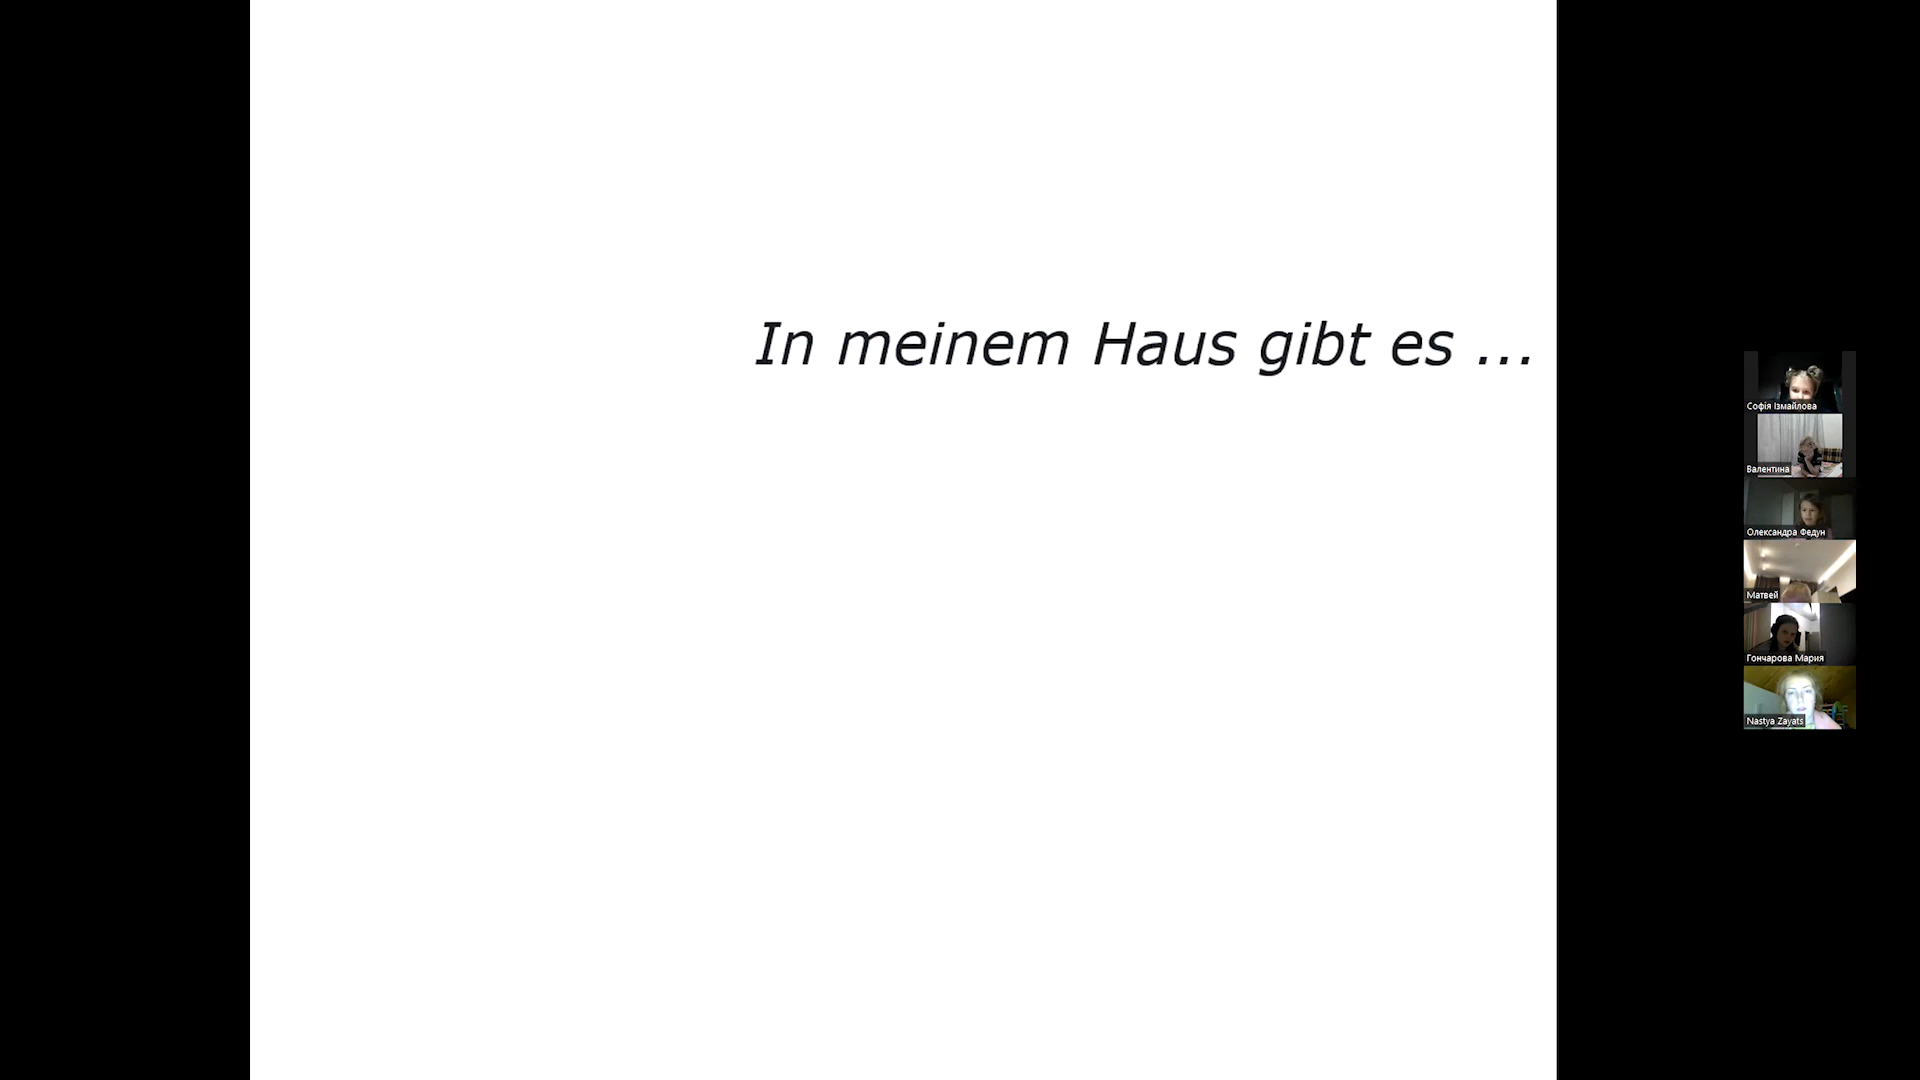 In meinem Haus gibt es ...
Софія Ізмайлова
Валентина
Олександра Федун
Матвей
Гончарова Мария
Nastya Zayats